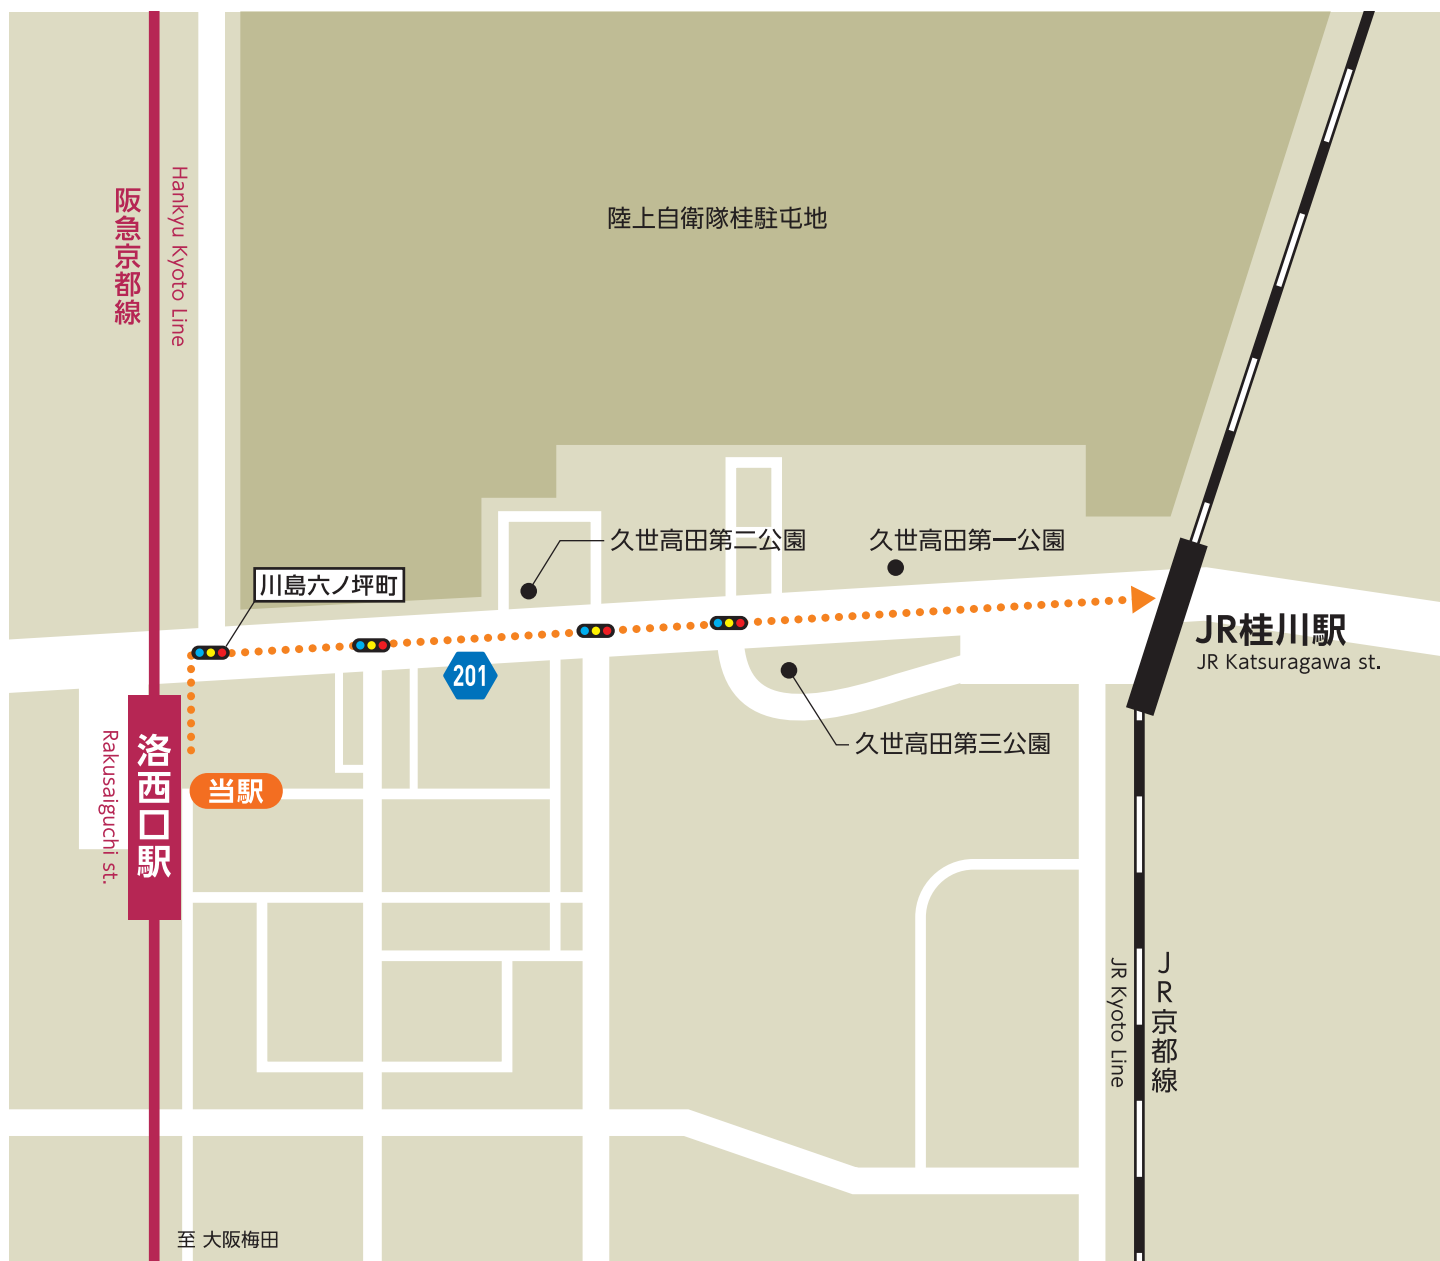 阪急京都線
Hankyu Kyoto Line
陸上自衛隊桂駐屯地
久世高田第二公園
久世高田第一公園
川島六ノ坪町
JR桂川駅
JR Katsuragawa st.
201
久世高田第三公園
洛西口駅
Rakusaiguchi st.
当駅
JR京都線
JR Kyoto Line
至 大阪梅田